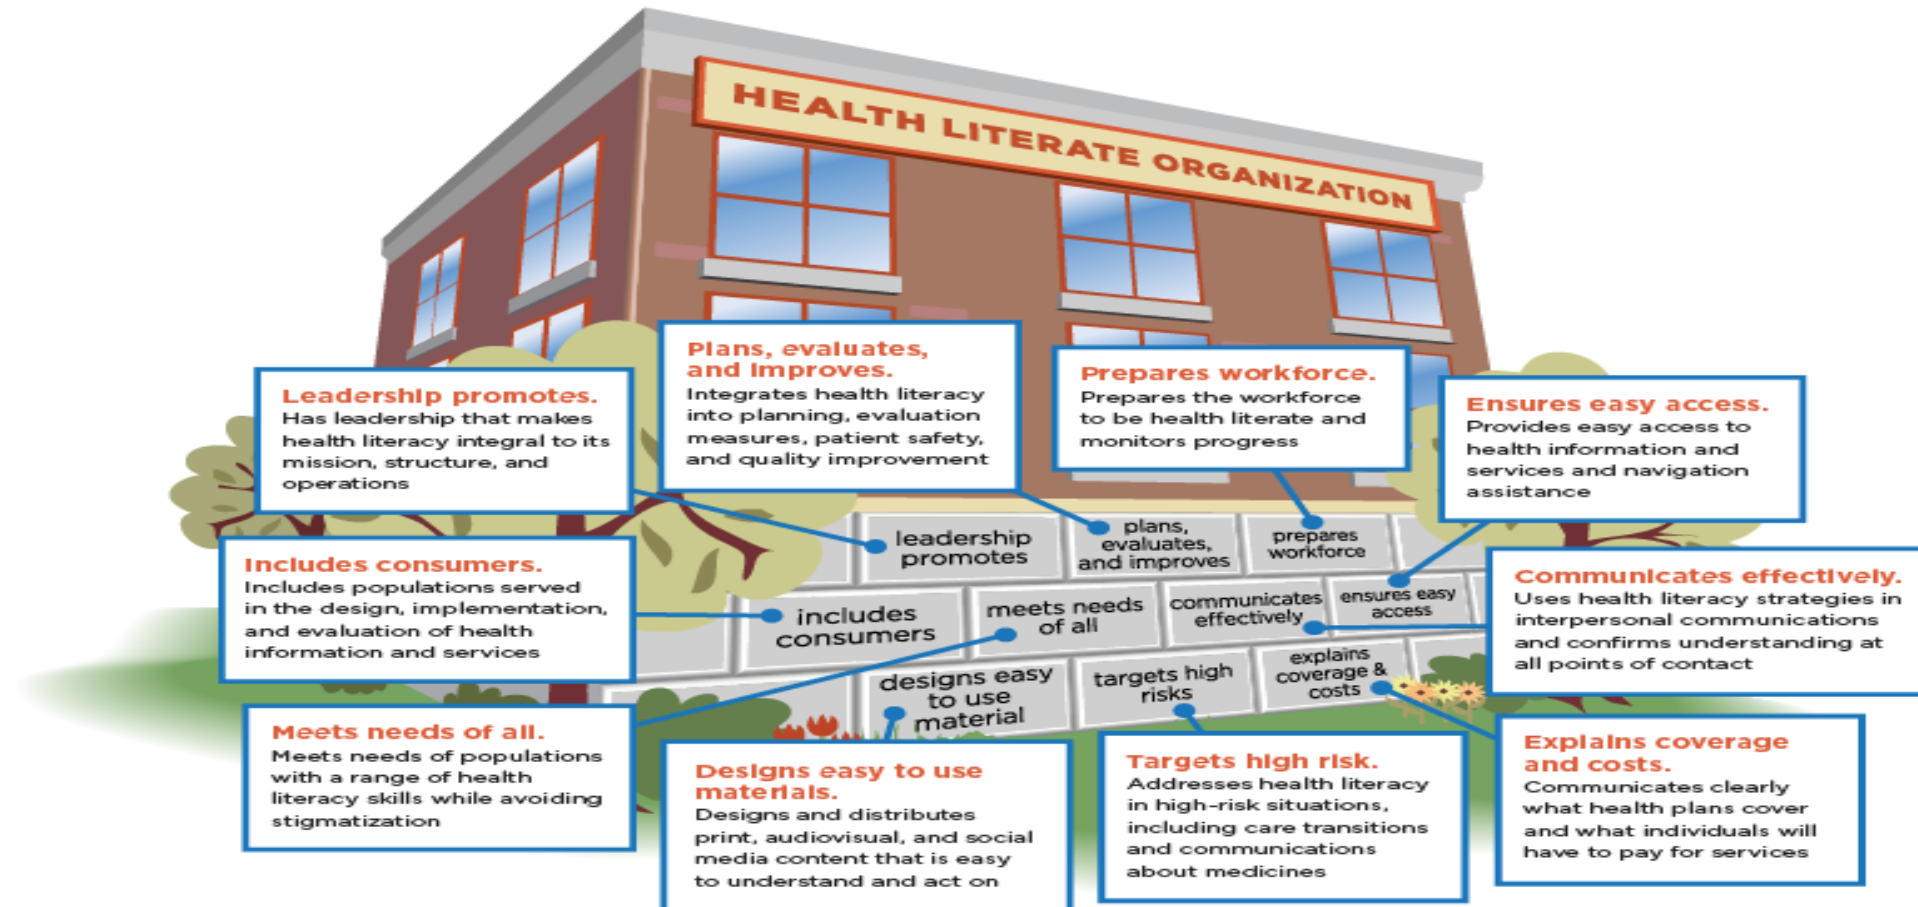 HEALTH LITERATE ORGANIZATION
Leadership promotes.
Has leadership that makes
health literacy integral to its
mission, structure, and
operations
Plans, evaluates,
and Improves.
Integrates health literacy
into planning, evaluation
measures, patient safety,
and quality improvement
Prepares workforce.
Prepares the workforce
to be health literate and
monitors progress
Ensures easy access.
Provides easy access to
health information and
services and navigation
assistance
Includes consumers.
Includes populations served
in the design, implementation,
and evaluation of health
information and services
leadership
promotes
plans,
evaluates,
and improves
prepares
workforce
includes
consumers
meets needs
of all
communicates
effectively
ensures easy
access
designs easy
to use
material
targets high
risks
explains
coverage &
costs
Communicates effectively.
Uses health literacy strategies in
interpersonal communications
and confirms understanding at
all points of contact
Meets needs of all.
Meets needs of populations
with a range of health
literacy skills while avoiding
stigmatization
Designs easy to use
materials.
Designs and distributes
print, audiovisual, and social
media content that is easy
to understand and act on
Targets high risk.
Addresses health literacy
in high-risk situations,
including care transitions
and communications
about medicines
Explains coverage
and costs.
Communicates clearly
what health plans cover
and what individuals will
have to pay for services